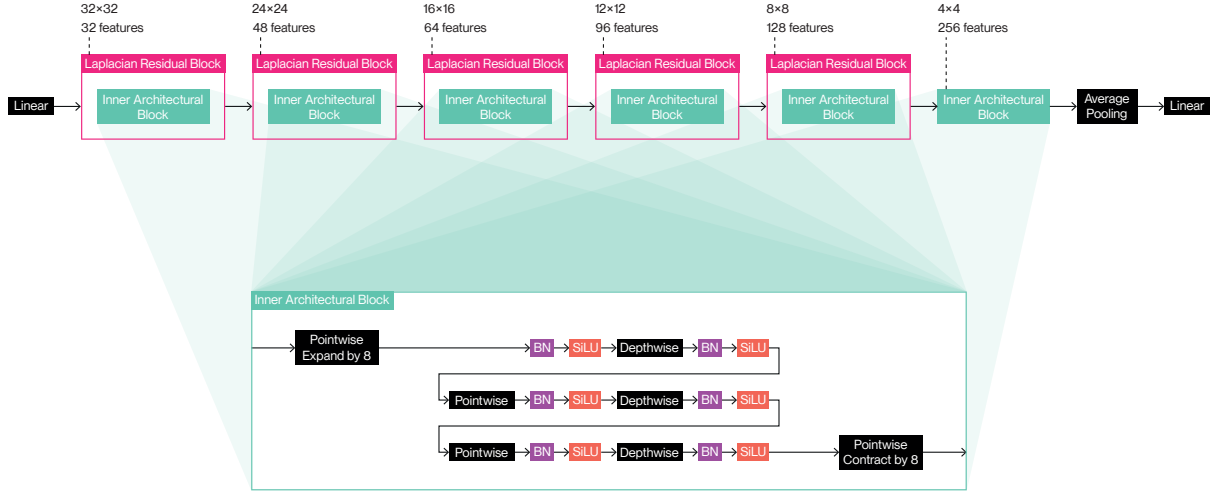 32×32
32 features
24×24
48 features
16×16
64 features
12×12
96 features
8×8
128 features
4×4
256 features
Laplacian Residual Block
Laplacian Residual Block
Laplacian Residual Block
Laplacian Residual Block
Laplacian Residual Block
Linear
Inner Architectural
Block
Inner Architectural
Block
Inner Architectural
Block
Inner Architectural
Block
Inner Architectural
Block
Inner Architectural
Block
Average
Pooling
Linear
Inner Architectural Block
Pointwise
Expand by 8
BN
SiLU
Depthwise
BN
SiLU
Pointwise
BN
SiLU
Depthwise
BN
SiLU
Pointwise
BN
SiLU
Depthwise
BN
SiLU
Pointwise
Contract by 8